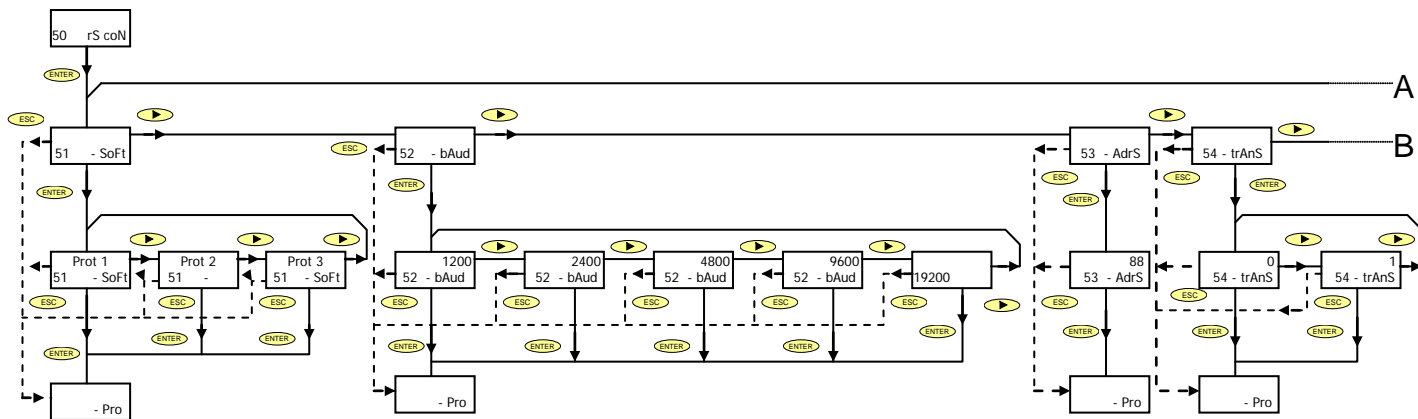 50 rS coN
ENTER
A
ESC
51 - SoFt
ESC
52 - bAud
53 - AdrS
54 - trAnS
B
ENTER
ENTER
ESC
ENTER
ESC
ENTER
Prot 1
51 - SoFt
Prot 2
51 -
Prot 3
51 - SoFt
1200
52 - bAud
2400
52 - bAud
4800
52 - bAud
9600
52 - bAud
19200
88
53 - AdrS
0
54 - trAnS
1
54 - trAnS
ESC
ESC
ESC
ESC
ESC
ESC
ESC
ESC
ESC
ESC
ESC
ENTER
ENTER
ENTER
ENTER
ENTER
ENTER
ENTER
ENTER
ENTER
ENTER
ENTER
- Pro
- Pro
- Pro
- Pro